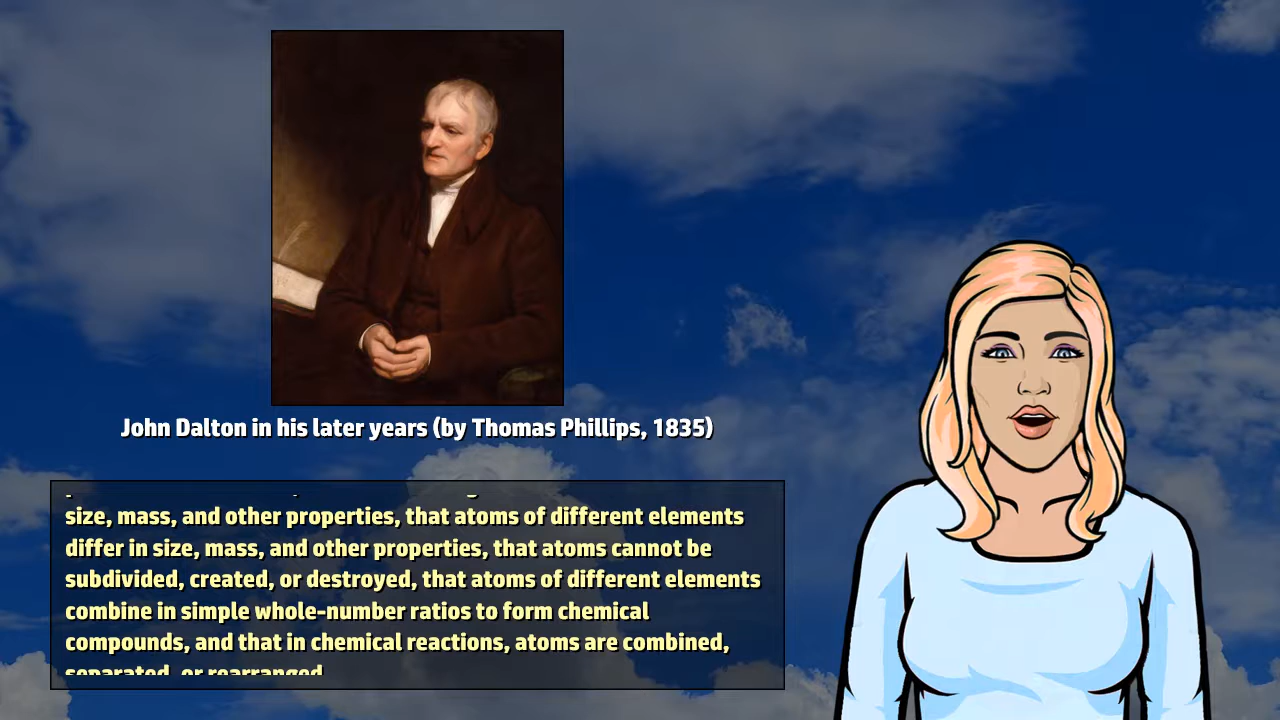 John Dalton in his later years (by Thomas Phillips, 1835)
size, mass, and other properties, that atoms of different elements
differ in size, mass, and other properties, that atoms cannot be
subdivided, created, or destroyed, that atoms of different elements
combine in simple whole-number ratios to form chemical
compounds, and that in chemical reactions, atoms are combined,
separated, or rearranged